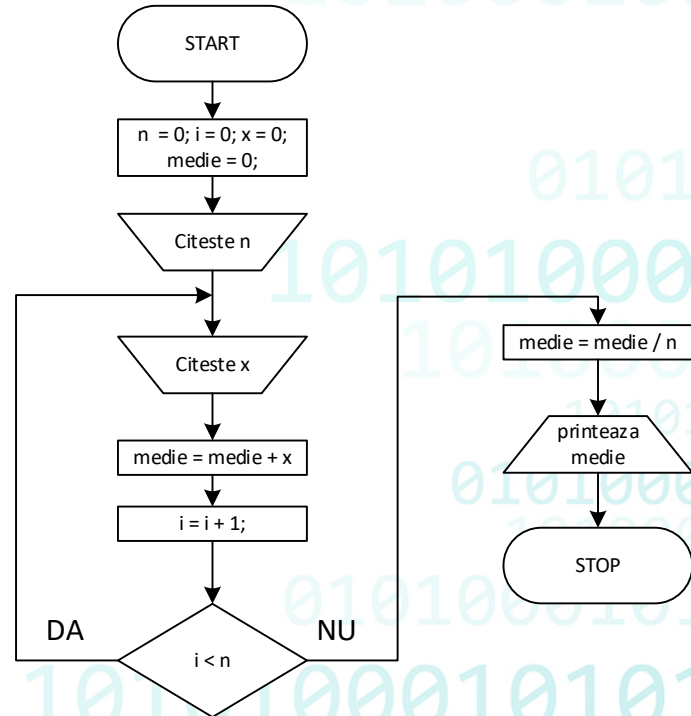 START
n = 0; i = 0; x = 0;
medie = 0;
Citeste n
Citeste x
medie = medie + x
i = i + 1;
i < n
DA
NU
medie = medie / n
printeaza
medie
STOP